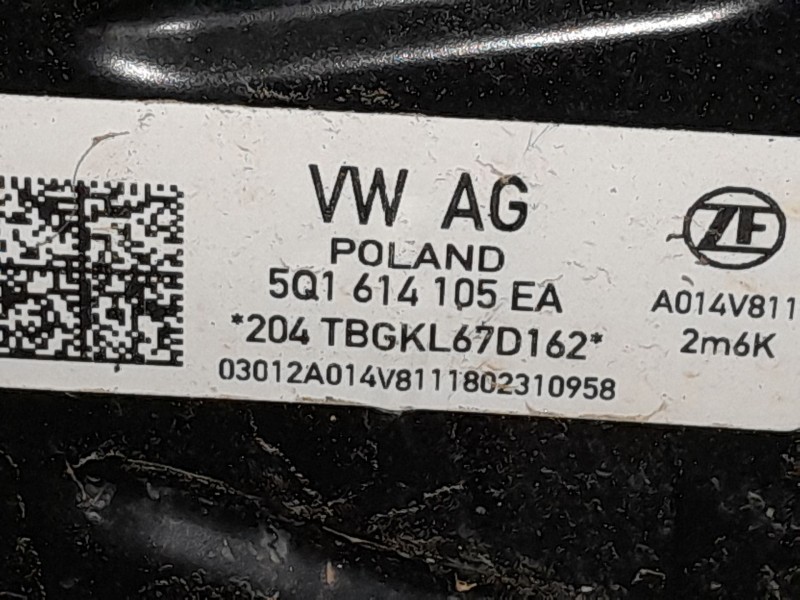 VW AG
POLAND
5Q1 614 105 EA
*204 TBGKL67D162*
03012A014V8111802310958
ZF
A014V811
2m6K